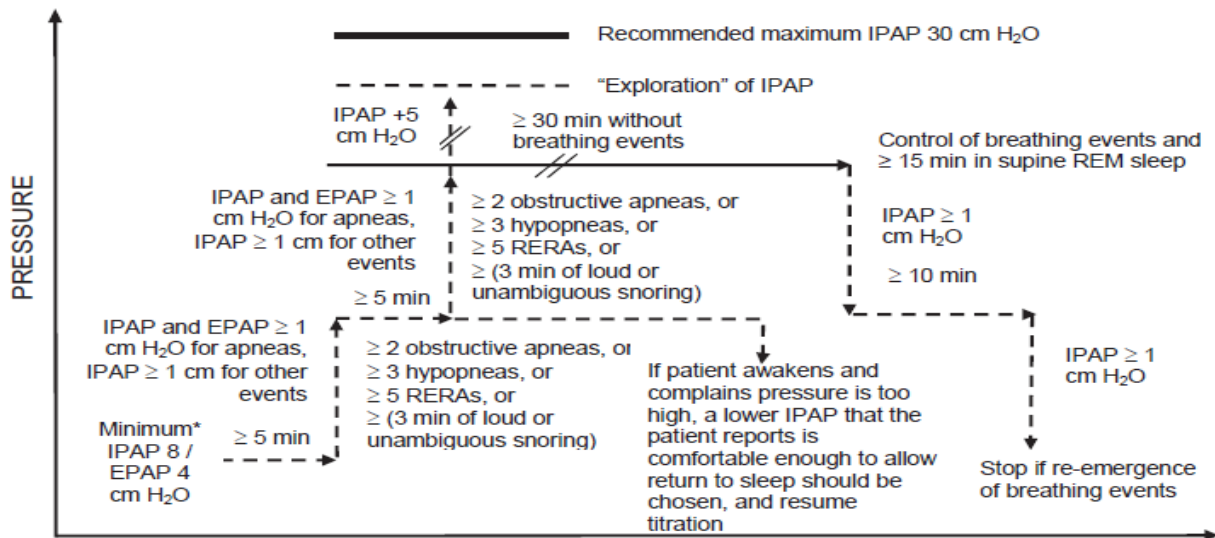 Recommended maximum IPAP 30 cm H₂O
"Exploration" of IPAP
IPAP +5
cm H₂O
≥ 30 min without
breathing events
Control of breathing events and
≥ 15 min in supine REM sleep
IPAP and EPAP ≥ 1
cm H₂O for apneas,
IPAP ≥ 1 cm for other
events
≥ 2 obstructive apneas, or
≥ 3 hypopneas, or
≥ 5 RERAs, or
≥ (3 min of loud or
unambiguous snoring)
IPAP ≥ 1
cm H₂O
≥ 10 min
PRESSURE
≥ 5 min
IPAP and EPAP ≥ 1
cm H₂O for apneas,
IPAP ≥ 1 cm for other
events
≥ 2 obstructive apneas, or
≥ 3 hypopneas, or
≥ 5 RERAs, or
≥ (3 min of loud or
unambiguous snoring)
If patient awakens and
complains pressure is too
high, a lower IPAP that the
patient reports is
comfortable enough to allow
return to sleep should be
chosen, and resume
titration
IPAP ≥ 1
cm H₂O
Minimum*
IPAP 8 /
EPAP 4
cm H₂O
≥ 5 min
Stop if re-emergence
of breathing events